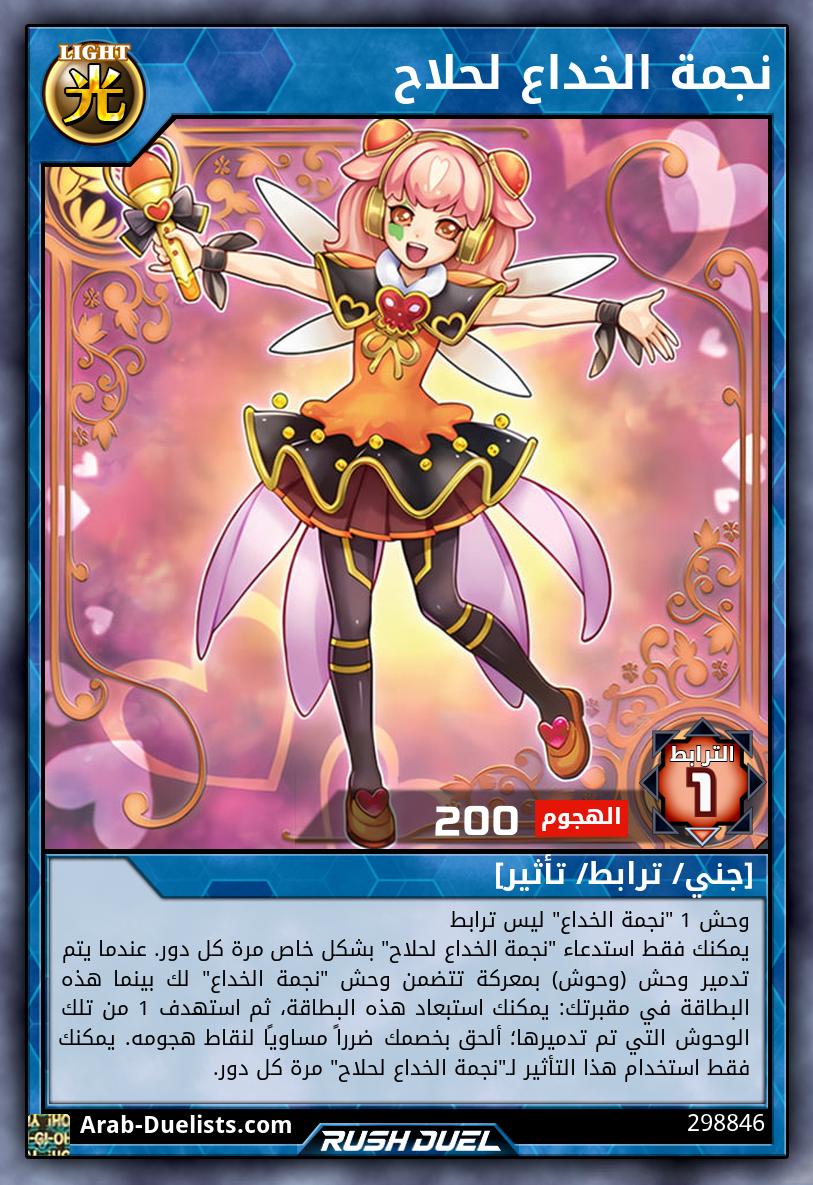 LIGHT
光
نجمة الخداع لحلاح
الترابط
1
الهجوم 200
[جني/ ترابط/ تأثير]
وحش 1 "نجمة الخداع" ليس ترابط
يمكنك فقط استدعاء "نجمة الخداع لحلاح" بشكل خاص مرة كل دور. عندما يتم
تدمير وحش (وحوش) بمعركة تتضمن وحش "نجمة الخداع" لك بينما هذه
البطاقة في مقبرتك: يمكنك استبعاد هذه البطاقة، ثم استهدف 1 من تلك
الوحوش التي تم تدميرها؛ ألحق بخصمك ضرراً مساوياً لنقاط هجومه. يمكنك
فقط استخدام هذا التأثير لـ"نجمة الخداع لحلاح" مرة كل دور.
Arab-Duelists.com
RUSH DUEL
298846